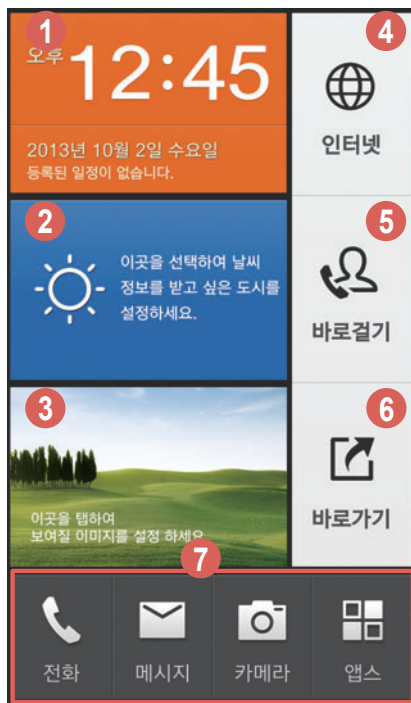 1
오후 12:45
2013년 10월 2일 수요일
등록된 일정이 없습니다.
4
인터넷
2
이곳을 선택하여 날씨
정보를 받고 싶은 도시를
설정하세요.
5
바로걸기
3
이곳을 탭하여
보여질 이미지를 설정 하세요
6
바로가기
7
전화
메시지
카메라
앱스